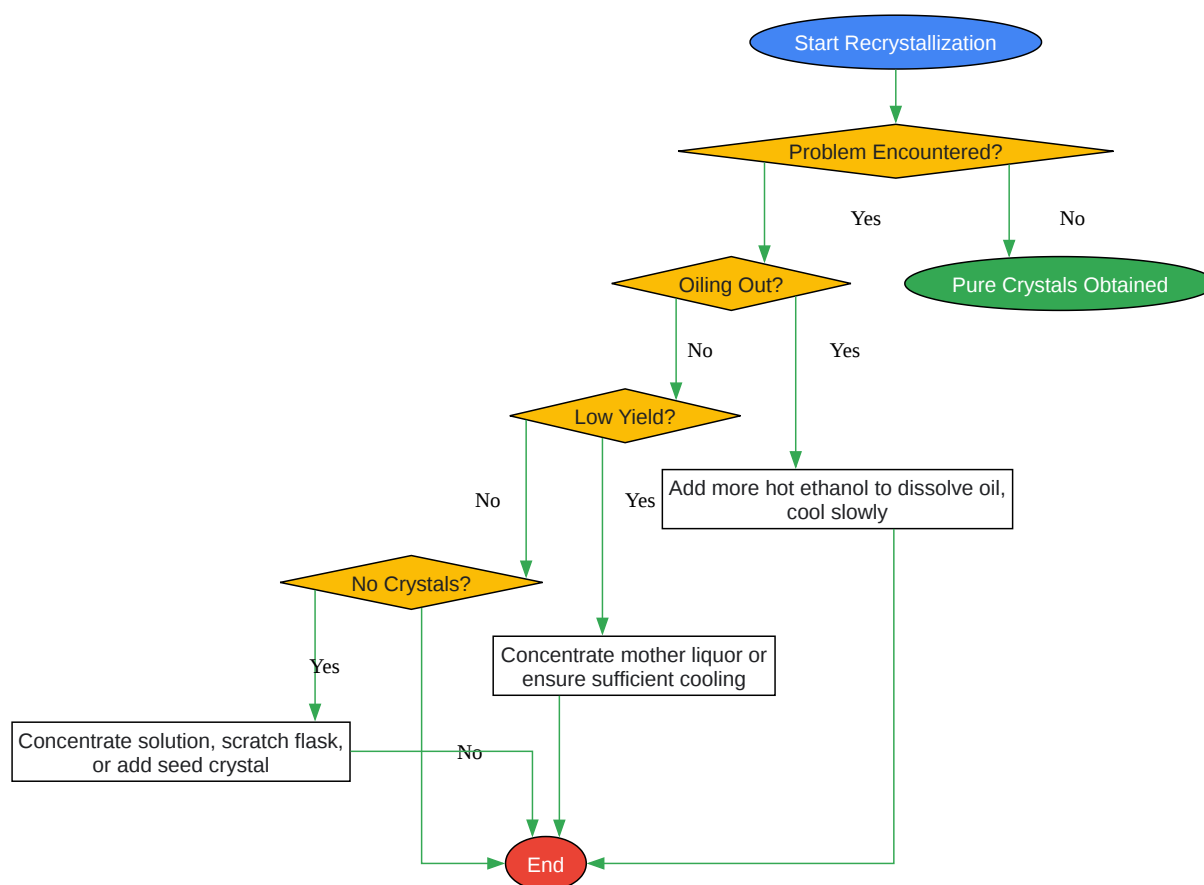 Start Recrystallization
Problem Encountered?
Yes
No
Oiling Out?
Pure Crystals Obtained
No
Yes
Low Yield?
Add more hot ethanol to dissolve oil,
cool slowly
No
Yes
No Crystals?
Concentrate mother liquor or
ensure sufficient cooling
Yes
Concentrate solution, scratch flask,
or add seed crystal
No
End